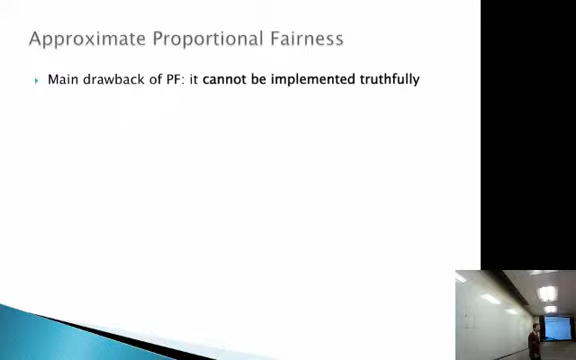 Approximate Proportional Fairness
Main drawback of PF: it cannot be implemented truthfully